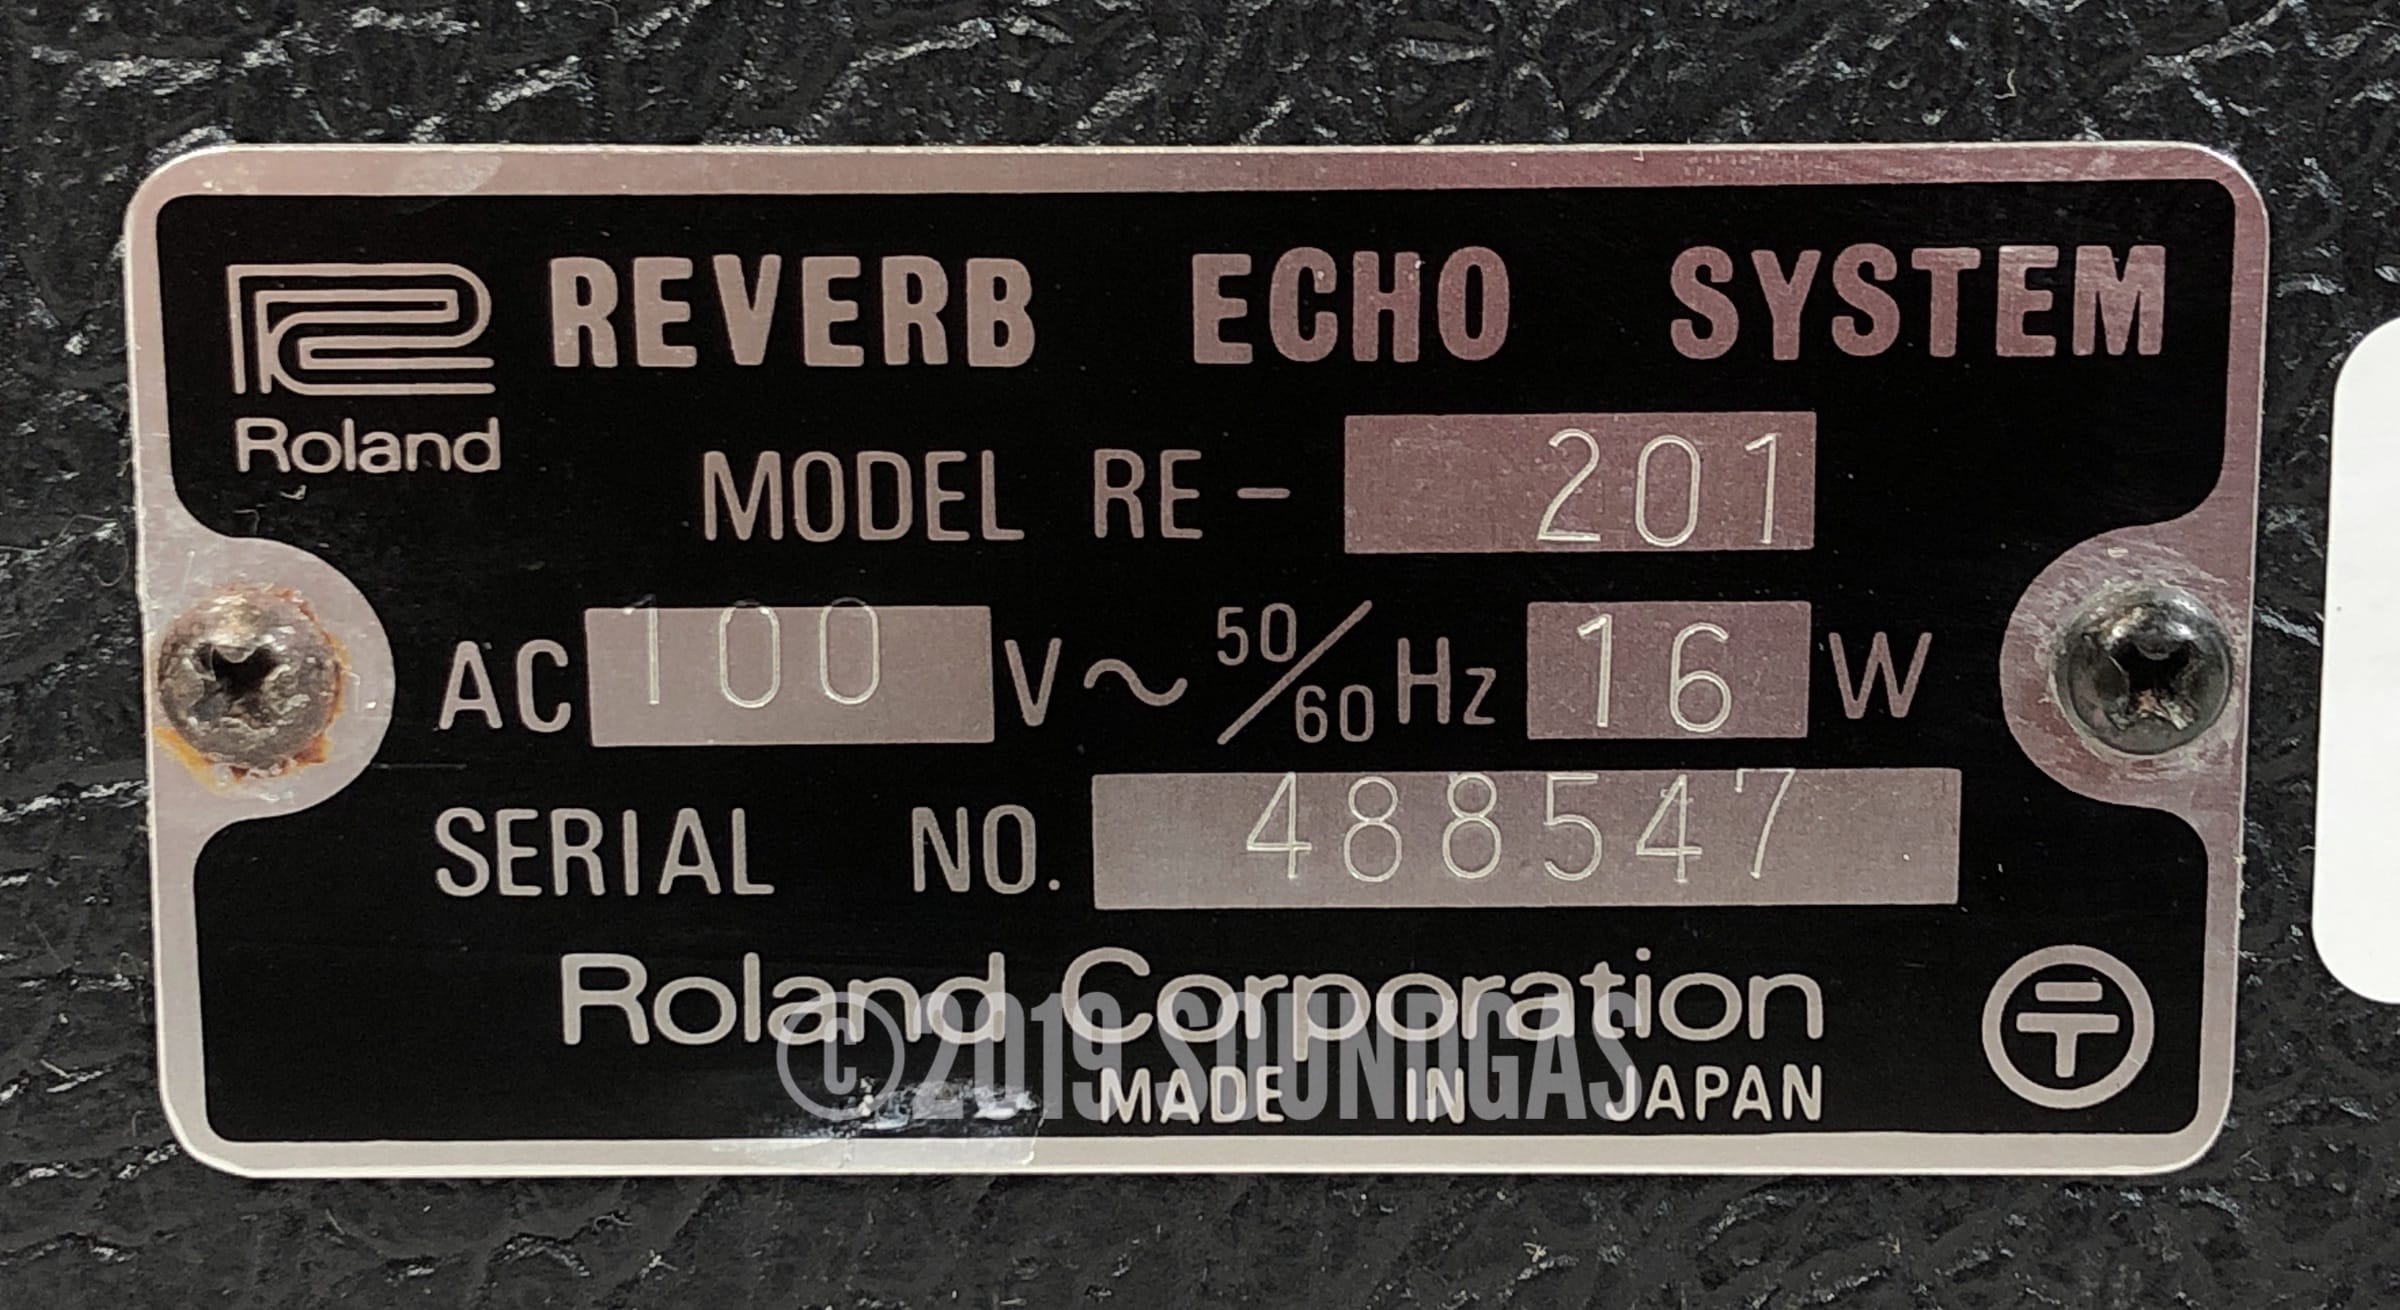 REVERB ECHO SYSTEM
Roland
MODEL RE- 201
AC 100 V~ 50/60 Hz 16 W
SERIAL NO. 488547
Roland Corporation
©2019 SOUNDGAS
MADE IN JAPAN